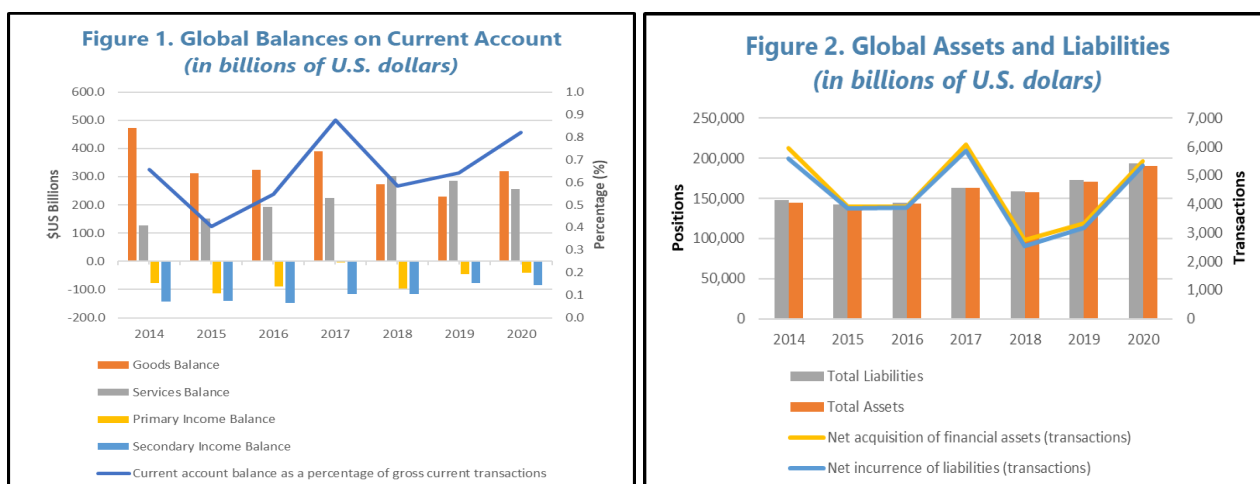 Figure 1. Global Balances on Current Account
(in billions of U.S. dollars)
600.0
500.0
400.0
300.0
200.0
100.0
0.0
-100.0
-200.0
$US Billions
1.0
0.9
0.8
0.7
0.6
0.5
0.4
0.3
0.2
0.1
0.0
Percentage (%)
2014 2015 2016 2017 2018 2019 2020
Goods Balance
Services Balance
Primary Income Balance
Secondary Income Balance
Current account balance as a percentage of gross current transactions
Figure 2. Global Assets and Liabilities
(in billions of U.S. dolars)
250,000
200,000
150,000
100,000
50,000
0
Positions
7,000
6,000
5,000
4,000
3,000
2,000
1,000
0
Transactions
2014 2015 2016 2017 2018 2019 2020
Total Liabilities
Total Assets
Net acquisition of financial assets (transactions)
Net incurrence of liabilities (transactions)